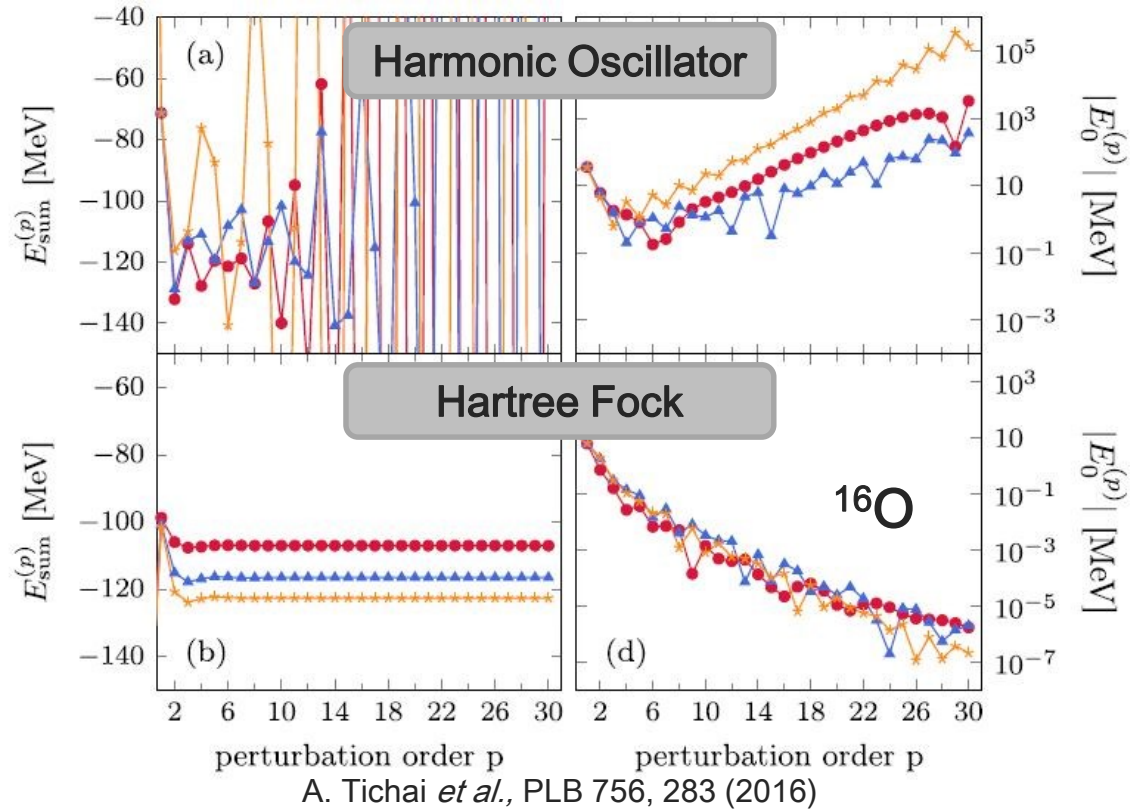 Harmonic Oscillator
(a)
E_sum^(p) [MeV]
−40
−60
−80
−100
−120
−140
|E_0^(p)| [MeV]
10^5
10^3
10
10^−1
10^−3
Hartree Fock
(b)
E_sum^(p) [MeV]
−60
−80
−100
−120
−140
^16O
(d)
|E_0^(p)| [MeV]
10^3
10
10^−1
10^−3
10^−5
10^−7
2 6 10 14 18 22 26 30
2 6 10 14 18 22 26 30
perturbation order p
perturbation order p
A. Tichai et al., PLB 756, 283 (2016)